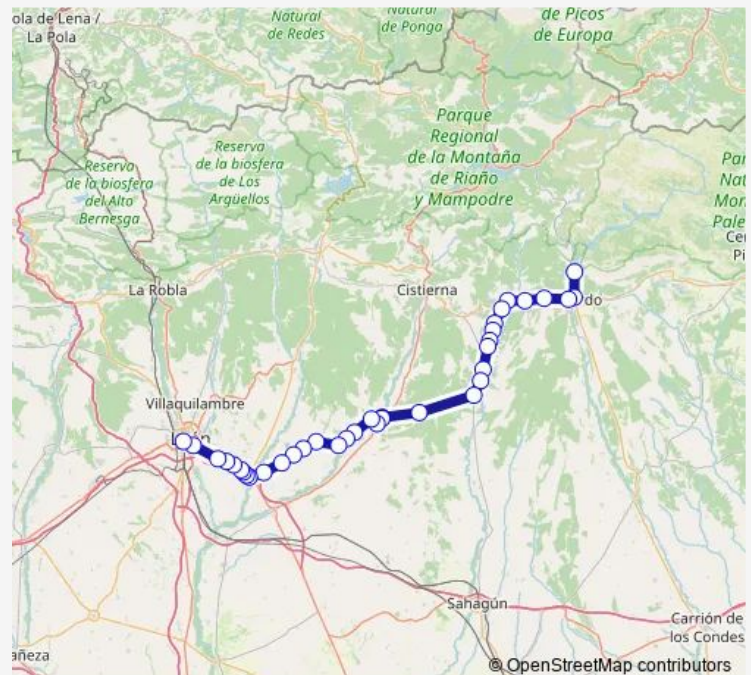 ola de Lena /
La Pola
Natural
de Redes
Natural
de Ponga
de Picos
de Europa
Parque
Regional
de la Montaña
de Riaño
y Mampodre
Reserva
de la biosfera
de Los
Argüellos
Reserva
de la biosfera
del Alto
Bernesga
Par
Nat
Mon
Pale
Cer
Pi
La Robla
Cistierna
do
Villaquilambre
Sahagún
Carrión de
los Condes
añeza
© OpenStreetMap contributors